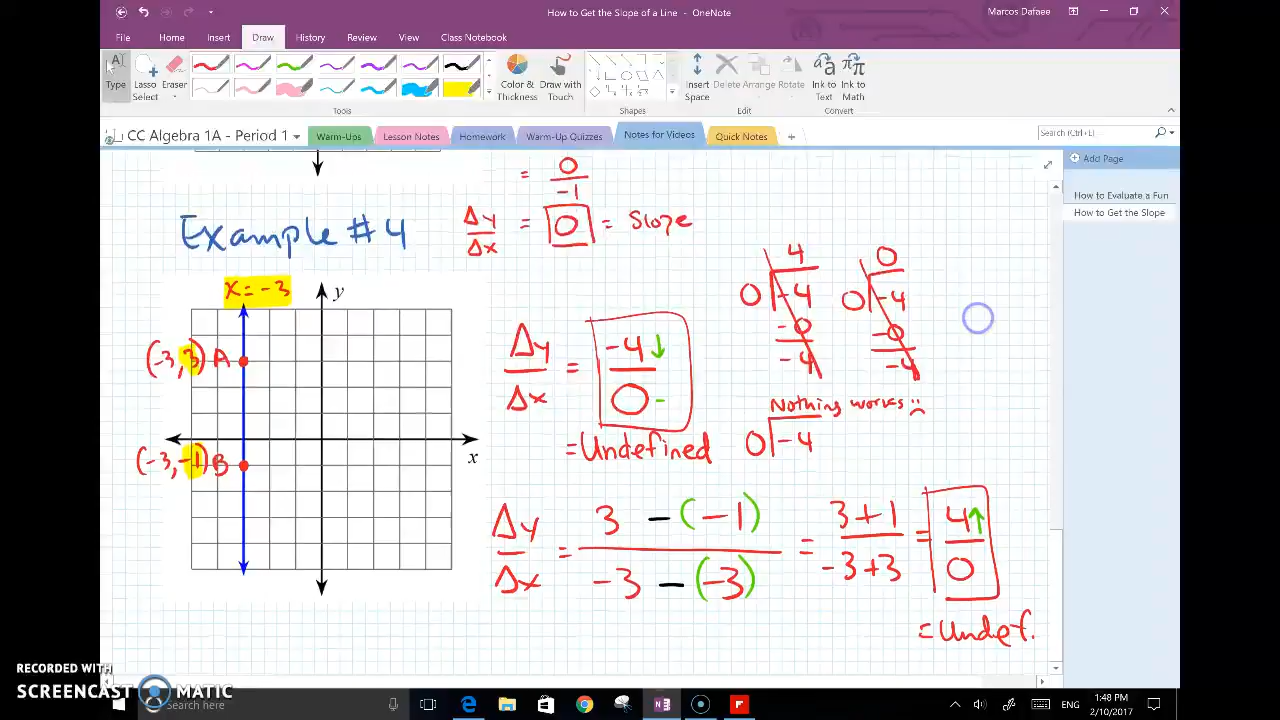 How to Get the Slope of a Line - OneNote
Marcos Dafaee
File Home Insert Draw History Review View Class Notebook
Type
Lasso Select
Eraser
Color & Thickness
Draw with Touch
Insert Space
Delete Arrange Rotate
Ink to Text
Ink to Math
Tools Shapes Edit Convert
CC Algebra 1A - Period 1
Warm-Ups Lesson Notes Homework Warm-Up Quizzes Notes for Videos Quick Notes
Search (Ctrl+E)
Add Page
How to Evaluate a Fun
How to Get the Slope
= 0/-1
Δy/Δx = 0 = Slope
Example #4
x = -3
y
(-3, 3) A
(-3, -1) B
x
Δy/Δx = -4↓/0 -
= Undefined
4
0 -4
-0
-4
0
0 -4
-0
-4
Nothing works :(
0 -4
Δy/Δx = 3 - (-1)/-3 - (-3) = 3+1/-3+3 = 4↑/0
= Undef.
RECORDED WITH
SCREENCAST MATIC
Search for anything
ENG
1:48 PM
2/10/2017